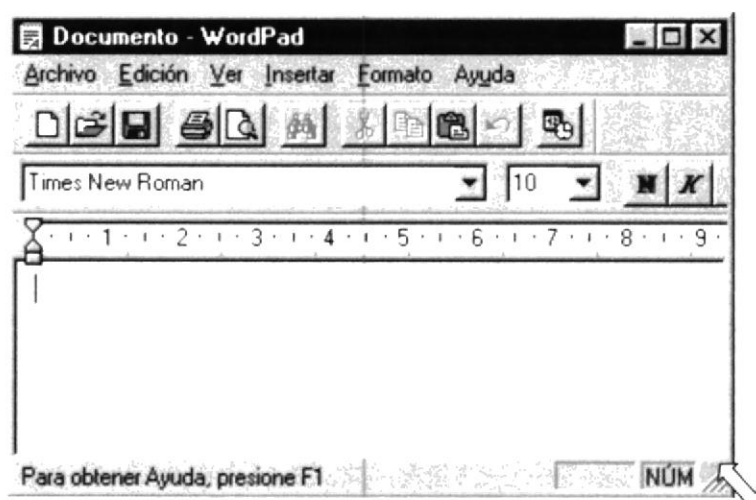 Documento - WordPad
Archivo Edición Ver Insertar Formato Ayuda
Times New Roman 10 N K
1 2 3 4 5 6 7 8 9
Para obtener Ayuda, presione F1 NÚM